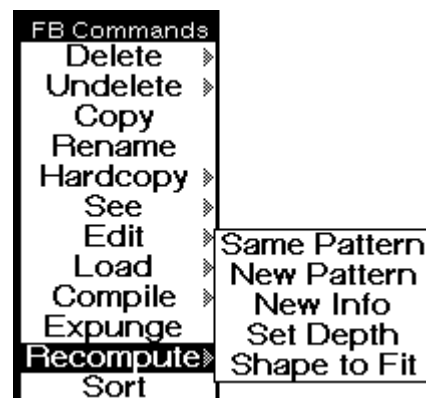 FB Commands
Delete
Undelete
Copy
Rename
Hardcopy
See
Edit
Load
Compile
Expunge
Recompute
Sort
Same Pattern
New Pattern
New Info
Set Depth
Shape to Fit